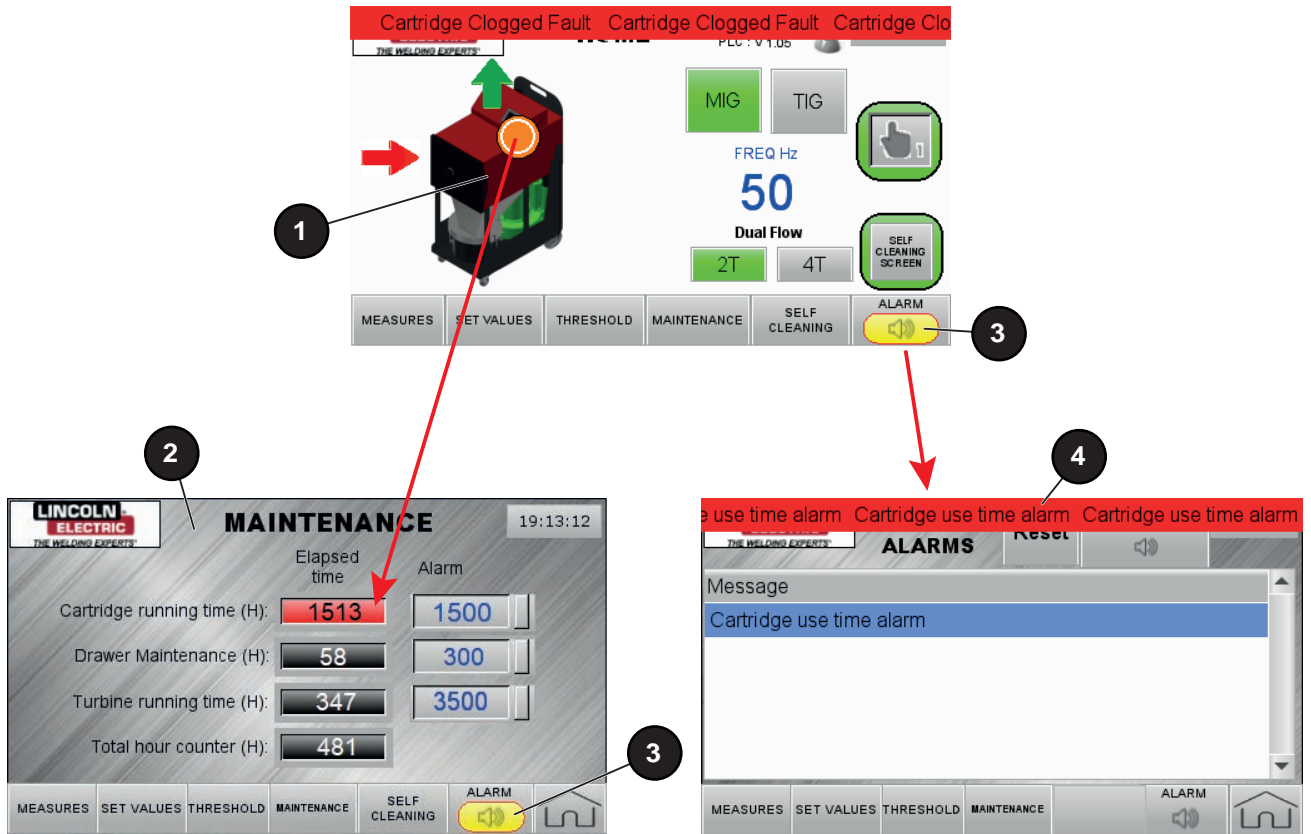 Cartridge Clogged Fault Cartridge Clogged Fault Cartridge Clo
THE WELDING EXPERTS®
PLC : V 1.05
MIG
TIG
FREQ Hz
50
Dual Flow
2T
4T
SELF
CLEANING
SCREEN
1
MEASURES
SET VALUES
THRESHOLD
MAINTENANCE
SELF
CLEANING
ALARM
3
2
LINCOLN
ELECTRIC
THE WELDING EXPERTS®
MAINTENANCE
19:13:12
Elapsed
time
Alarm
Cartridge running time (H):
1513
1500
Drawer Maintenance (H):
58
300
Turbine running time (H):
347
3500
Total hour counter (H):
481
3
MEASURES
SET VALUES
THRESHOLD
MAINTENANCE
SELF
CLEANING
ALARM
4
e use time alarm Cartridge use time alarm Cartridge use time alarm
THE WELDING EXPERTS®
ALARMS
Reset
Message
Cartridge use time alarm
MEASURES
SET VALUES
THRESHOLD
MAINTENANCE
ALARM